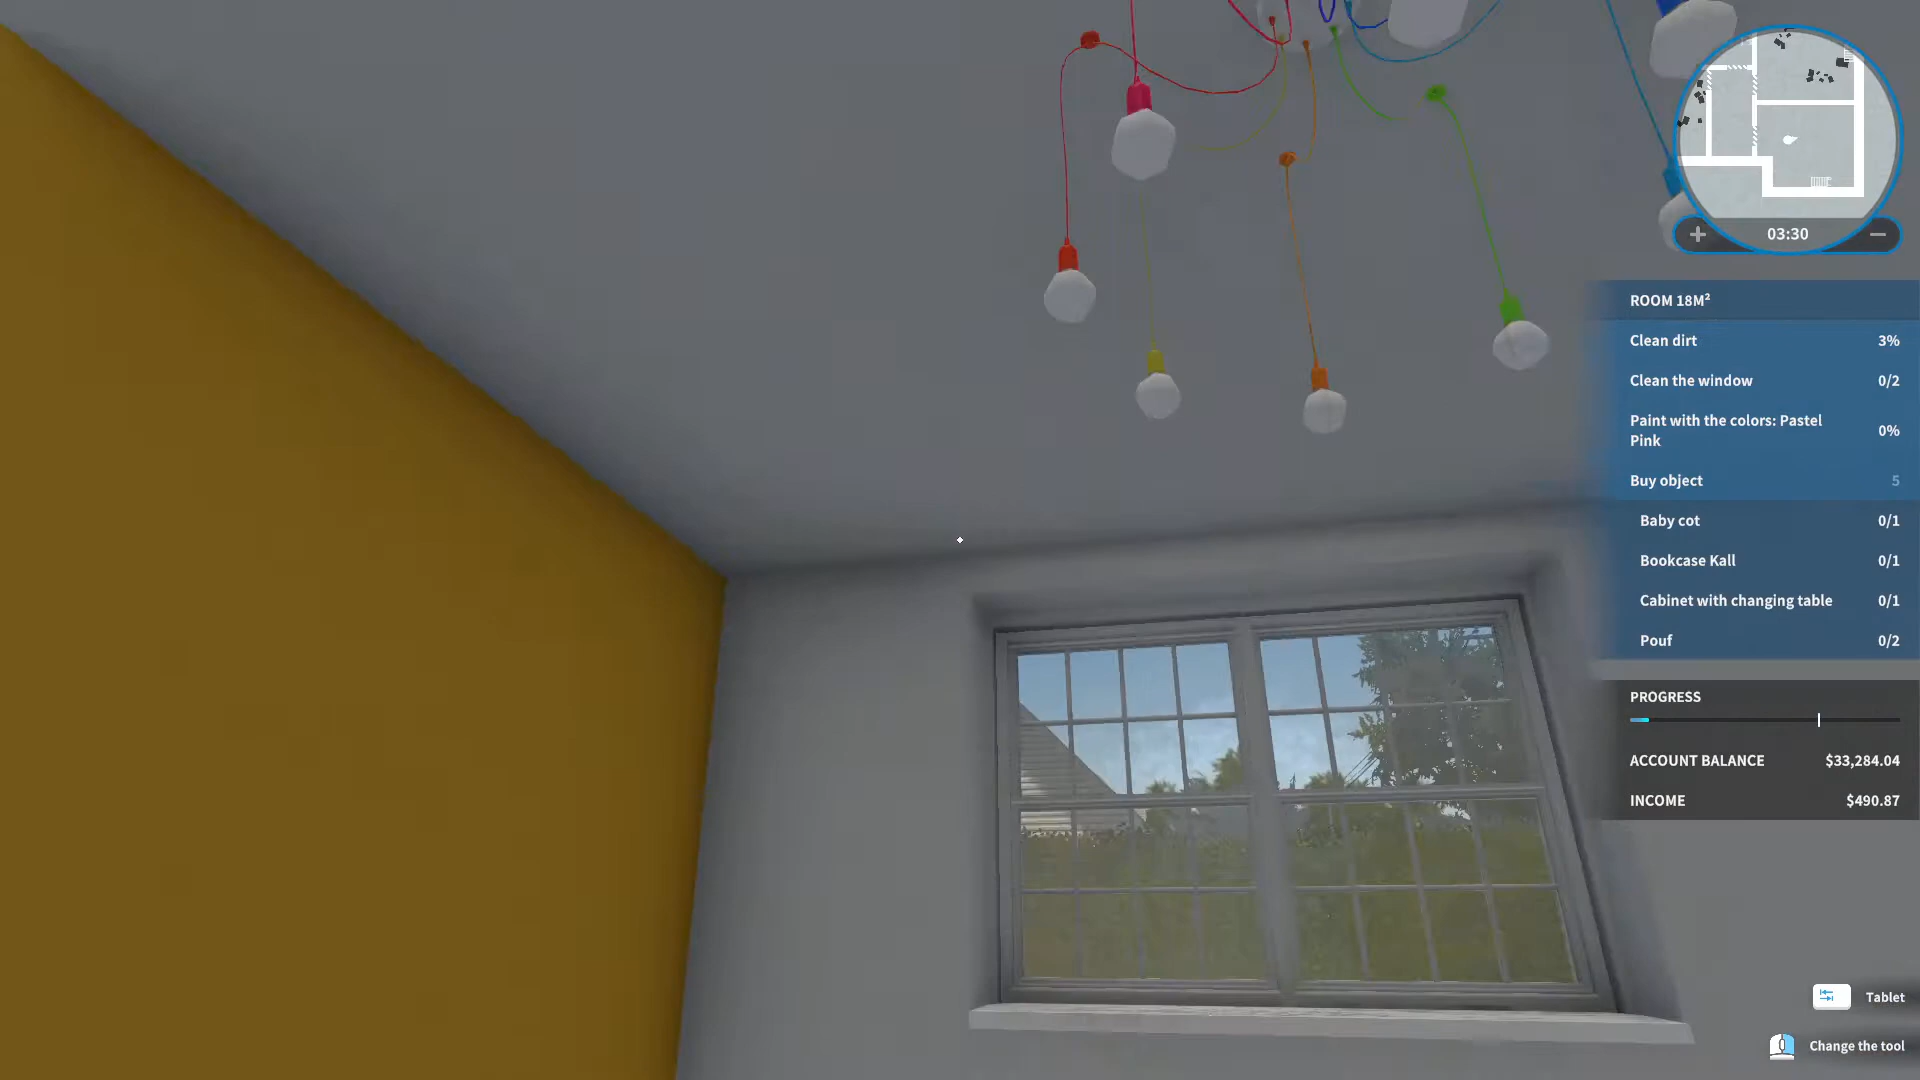 03:30
ROOM 18M²
Clean dirt 3%
Clean the window 0/2
Paint with the colors: Pastel
Pink 0%
Buy object 5
Baby cot 0/1
Bookcase Kall 0/1
Cabinet with changing table 0/1
Pouf 0/2
PROGRESS
ACCOUNT BALANCE $33,284.04
INCOME $490.87
Tablet
Change the tool